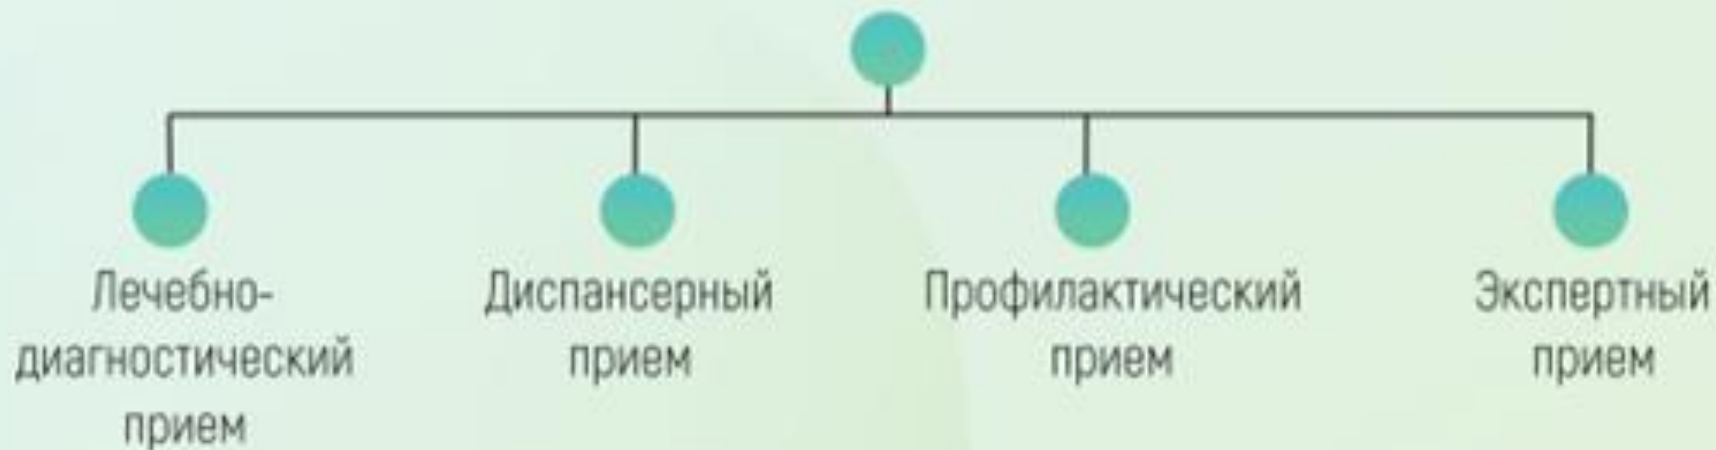 Лечебно-
диагностический
прием
Диспансерный
прием
Профилактический
прием
Экспертный
прием